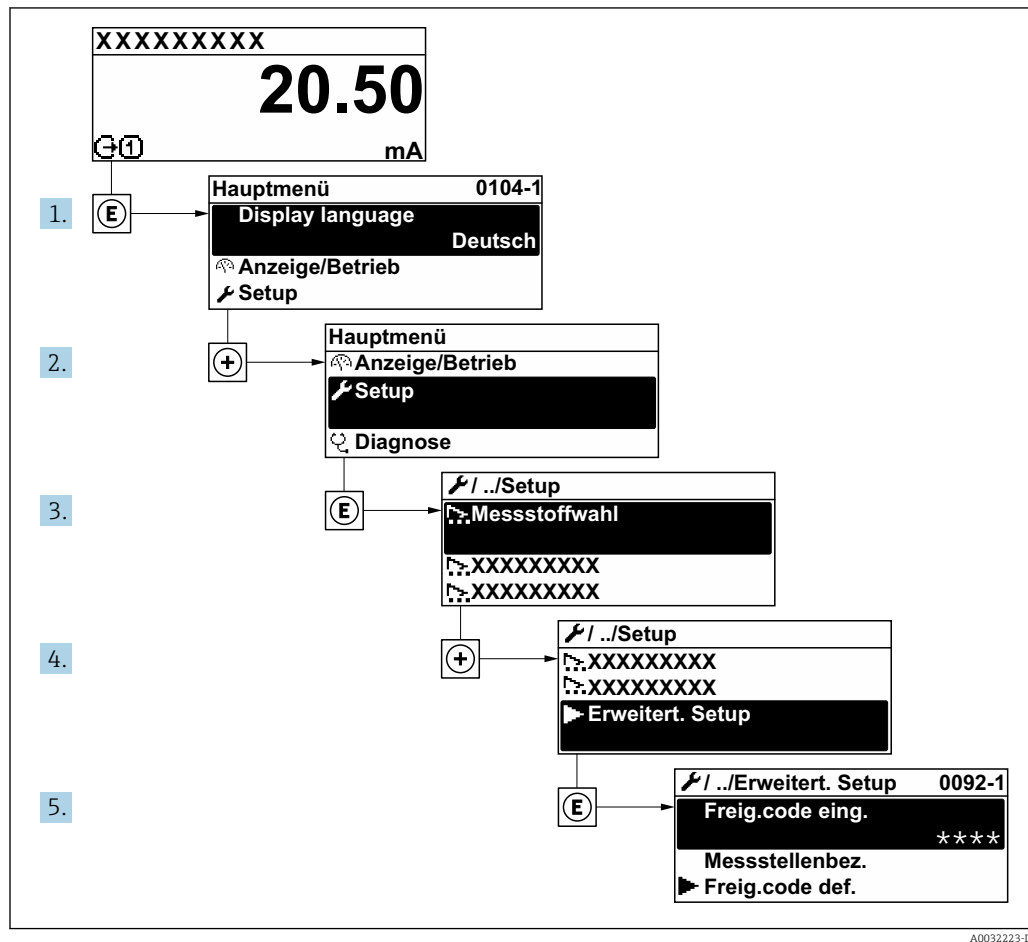 XXXXXXXXX
20.50
1
mA
1.
E
Hauptmenü 0104-1
Display language
Deutsch
Anzeige/Betrieb
Setup
2.
+
Hauptmenü
Anzeige/Betrieb
Setup
Diagnose
3.
E
/ ../Setup
Messstoffwahl
XXXXXXXXX
XXXXXXXXX
4.
+
/ ../Setup
XXXXXXXXX
XXXXXXXXX
Erweitert. Setup
5.
E
/ ../Erweitert. Setup 0092-1
Freig.code eing.
****
Messstellenbez.
Freig.code def.